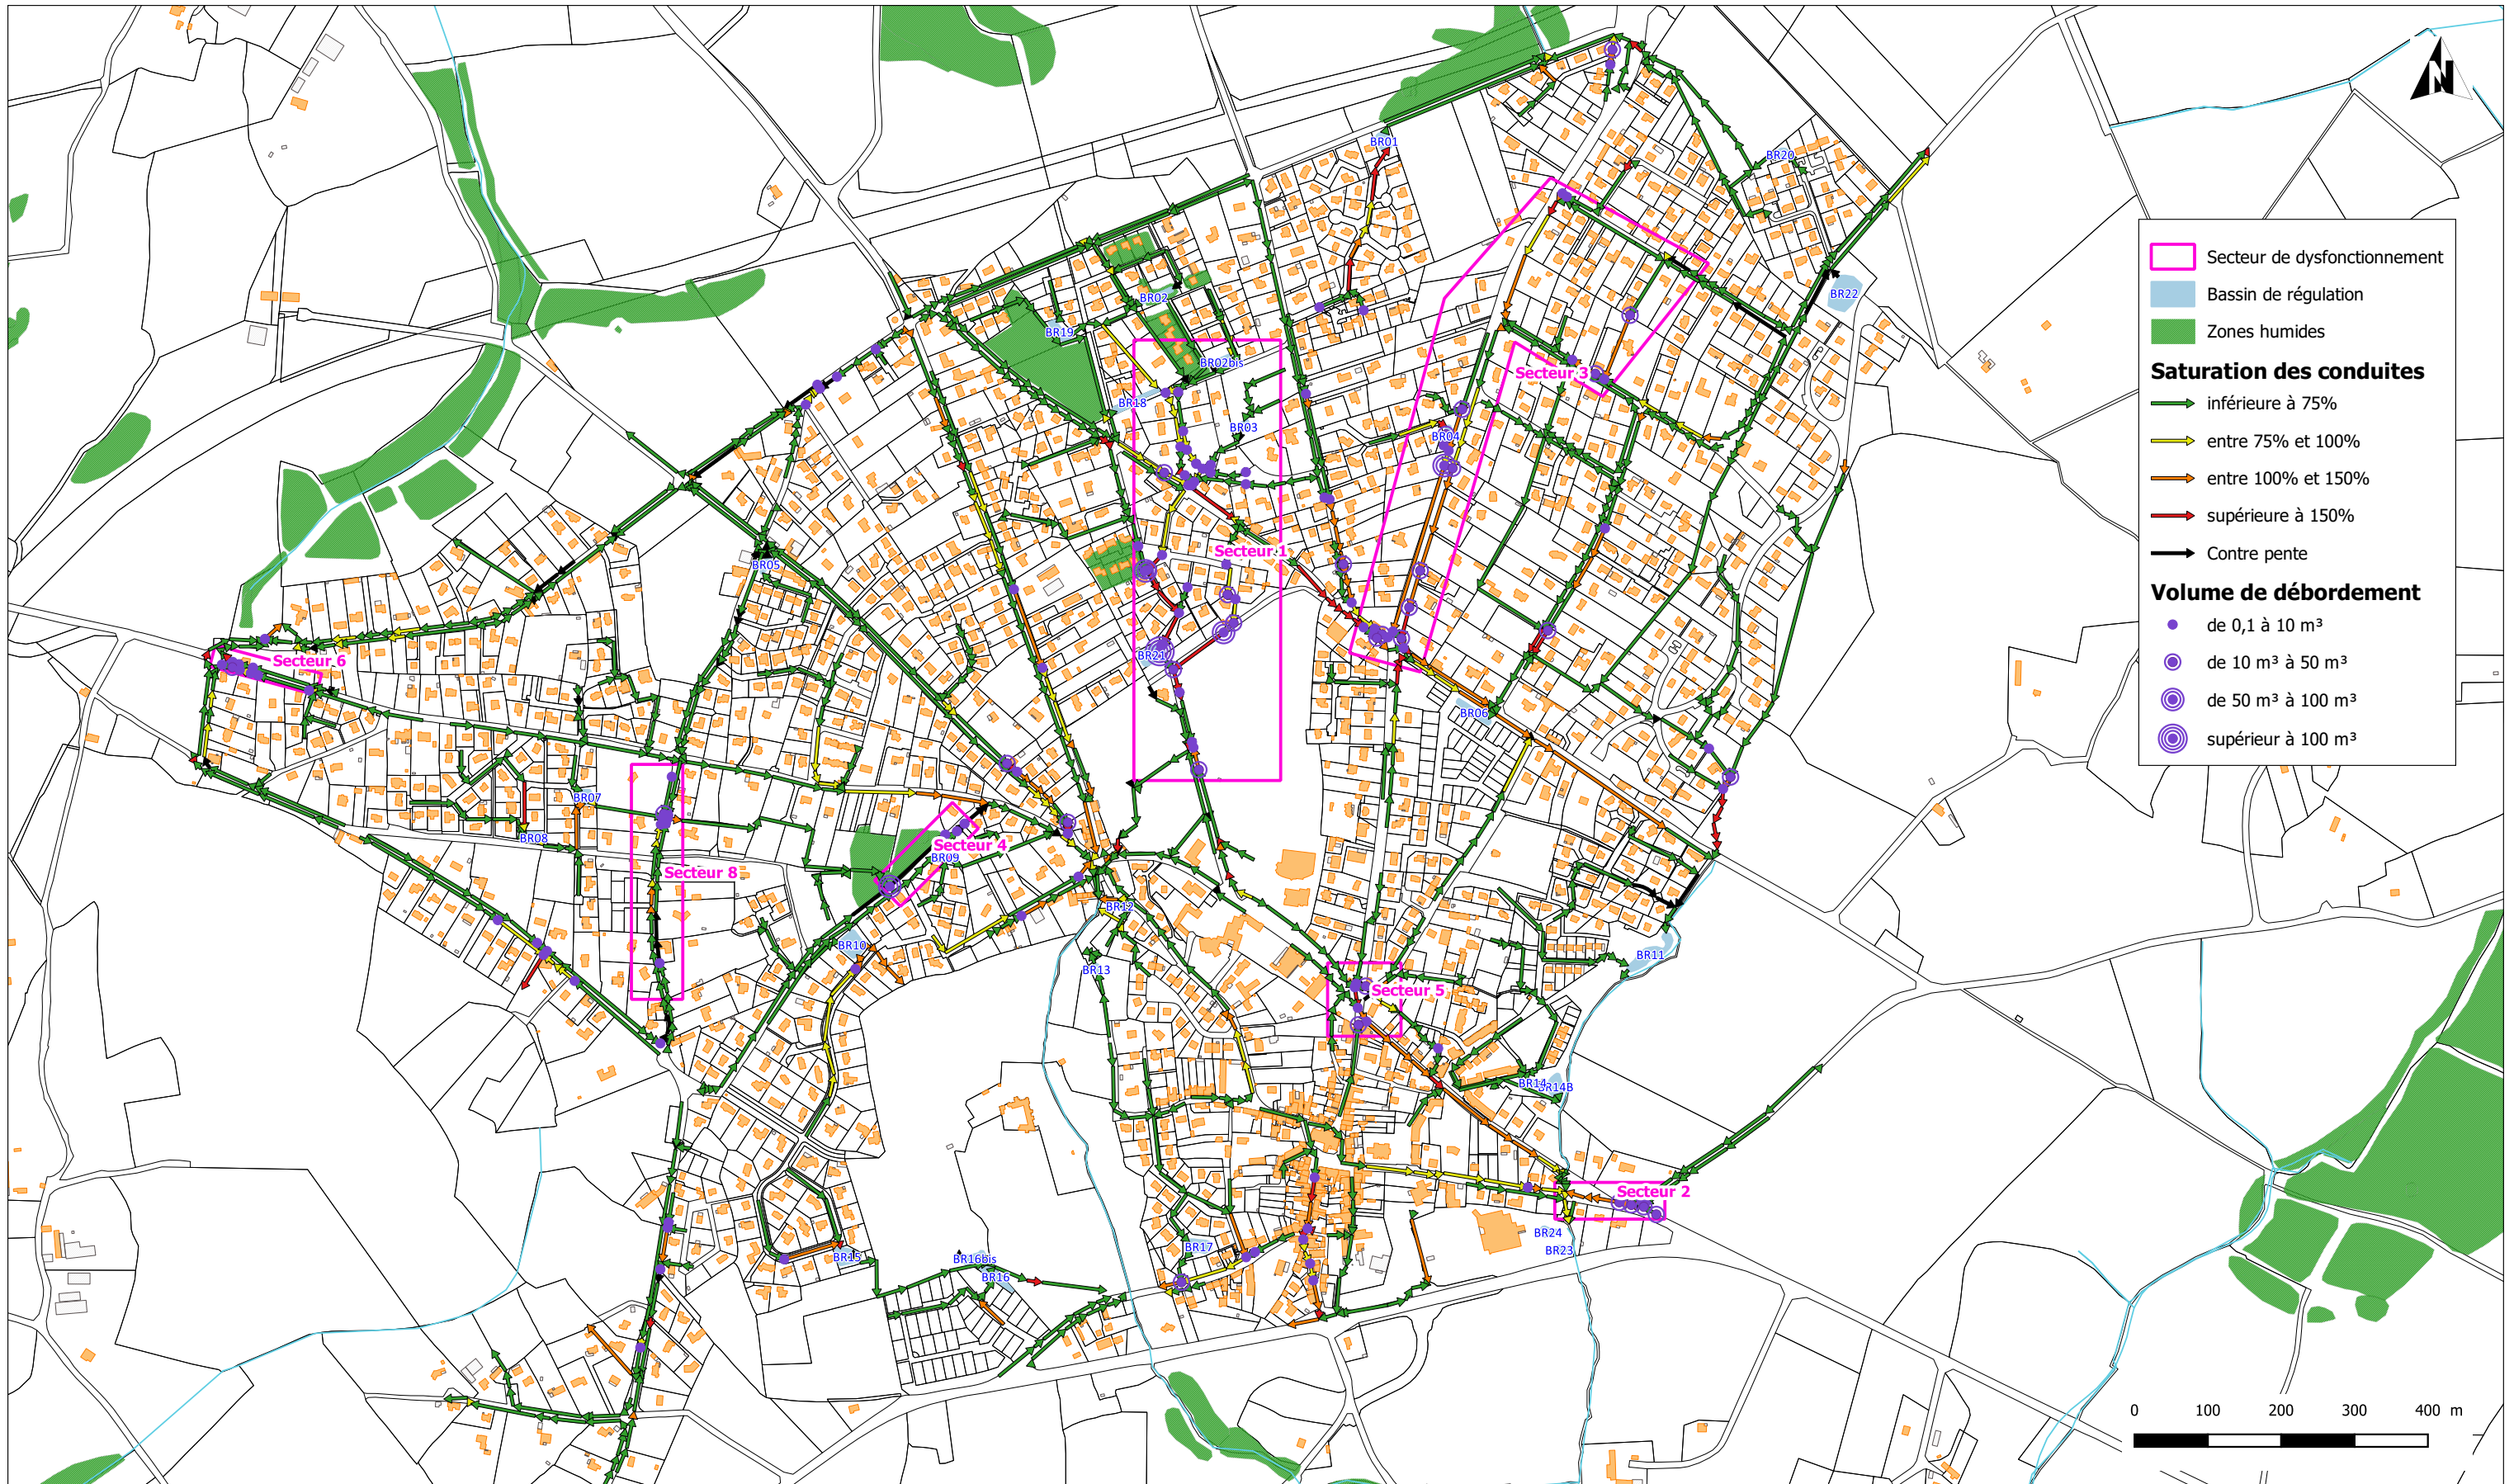 N
BR01
BR20
BR22
BR02
BR19
BR02bis
Secteur 3
BR18
BR03
BR04
Secteur 1
BR05
BR21
Secteur 6
BR06
BR07
BR08
Secteur 4
BR09
Secteur 8
BR12
BR10
BR13
BR11
Secteur 5
BR14
BR14B
Secteur 2
BR24
BR23
BR17
BR15
BR16bis
BR16
Secteur de dysfonctionnement
Bassin de régulation
Zones humides
Saturation des conduites
inférieure à 75%
entre 75% et 100%
entre 100% et 150%
supérieure à 150%
Contre pente
Volume de débordement
de 0,1 à 10 m³
de 10 m³ à 50 m³
de 50 m³ à 100 m³
supérieur à 100 m³
0 100 200 300 400 m